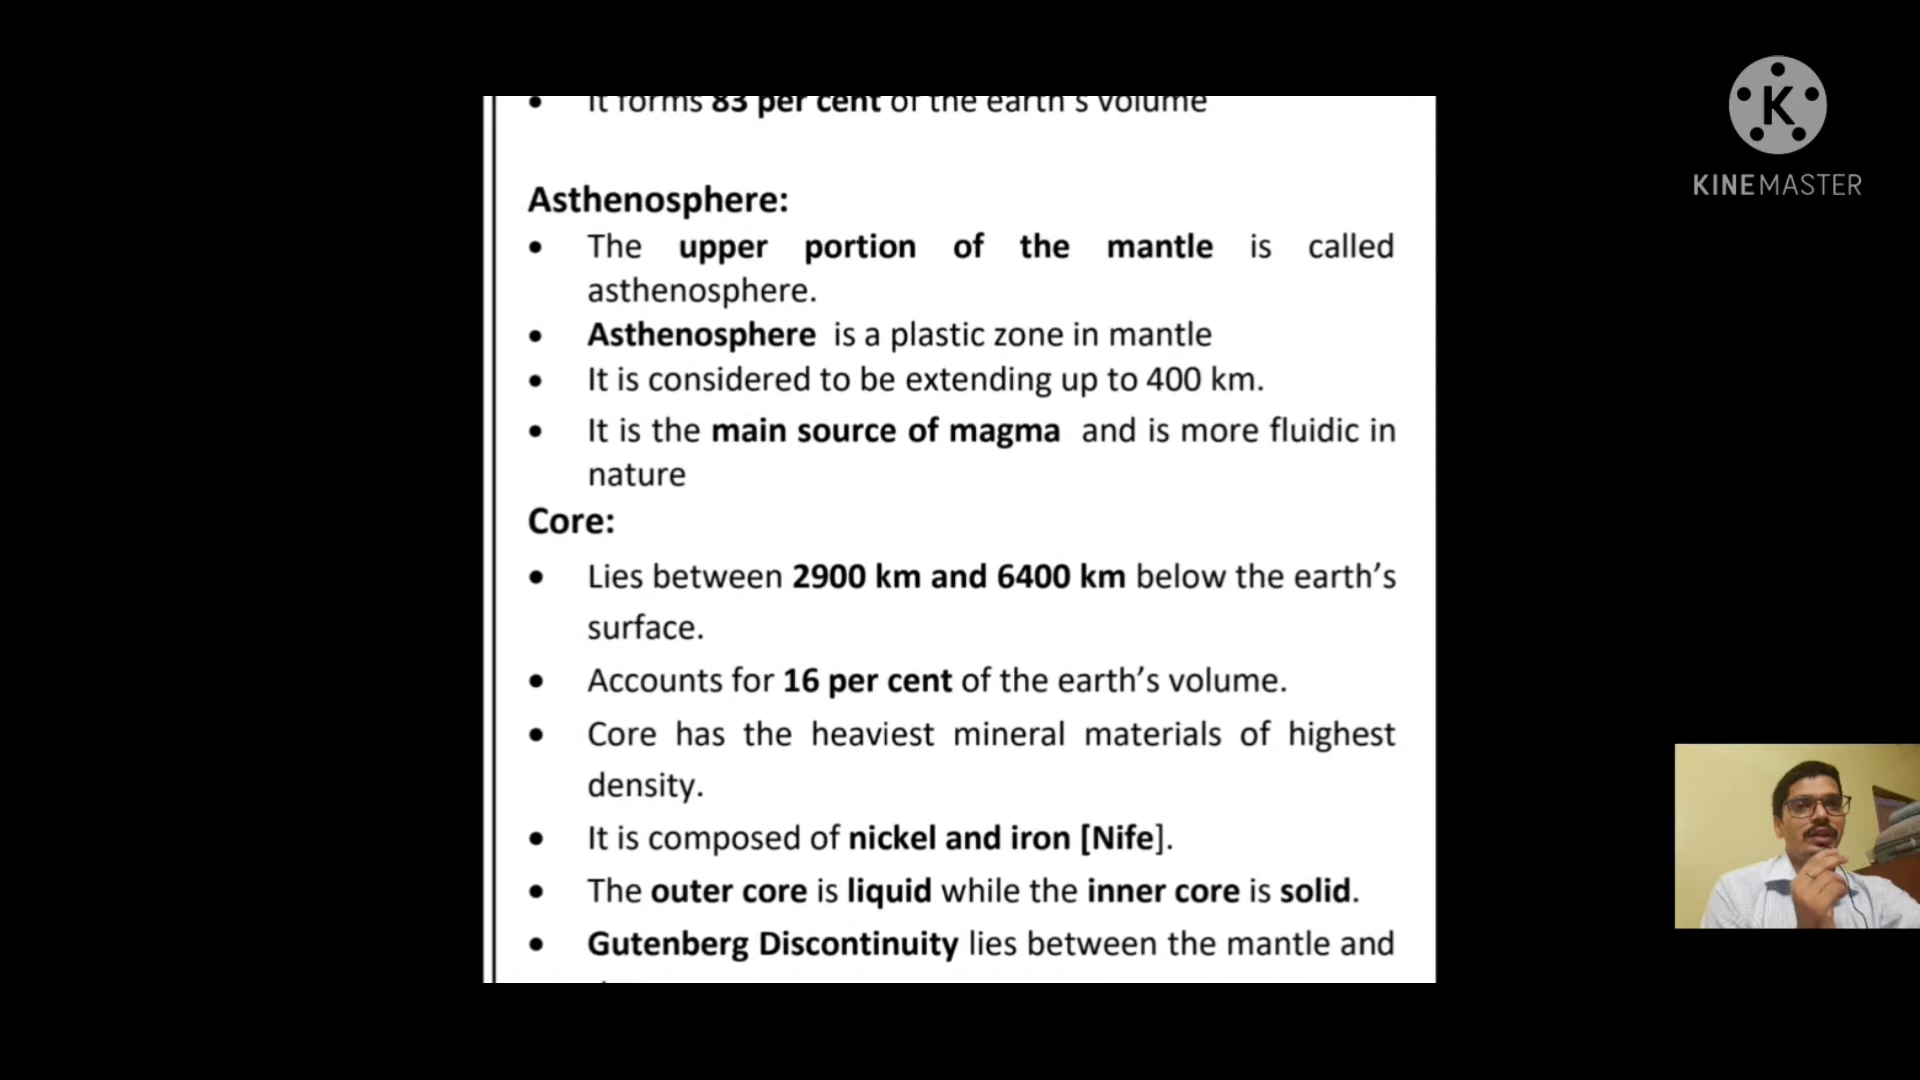 It forms 83 per cent of the earth's volume
Asthenosphere:
• The upper portion of the mantle is called
asthenosphere.
• Asthenosphere is a plastic zone in mantle
• It is considered to be extending up to 400 km.
• It is the main source of magma and is more fluidic in
nature
Core:
• Lies between 2900 km and 6400 km below the earth's
surface.
• Accounts for 16 per cent of the earth's volume.
• Core has the heaviest mineral materials of highest
density.
• It is composed of nickel and iron [Nife].
• The outer core is liquid while the inner core is solid.
• Gutenberg Discontinuity lies between the mantle and
K
KINEMASTER